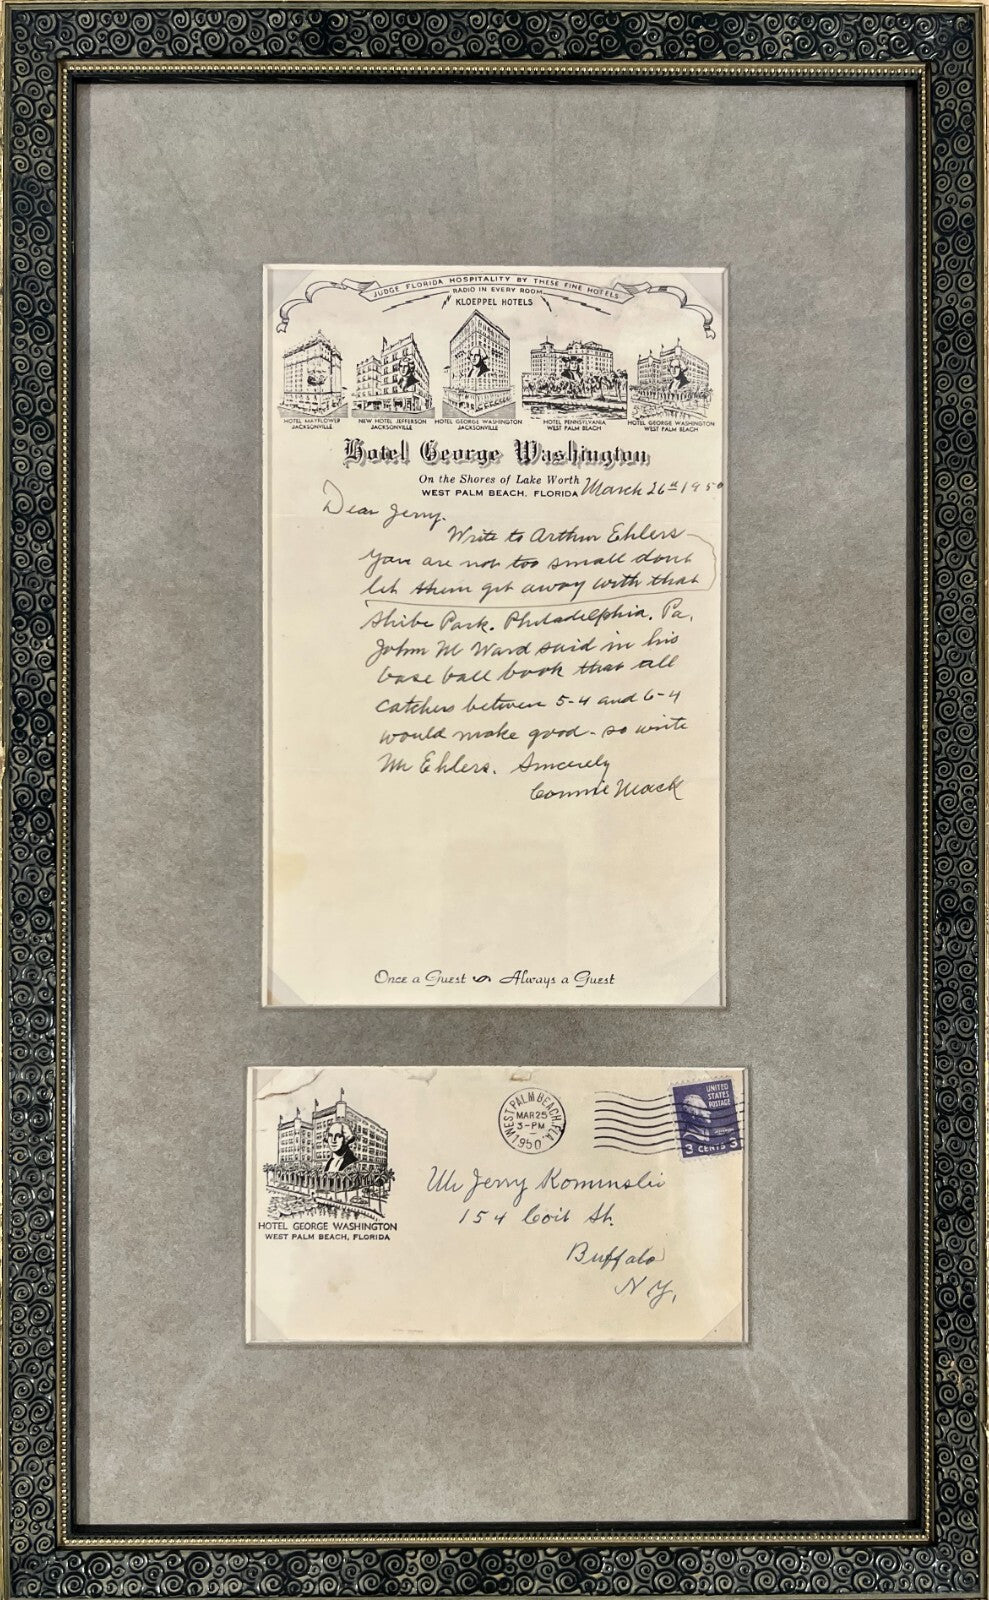 JUDGE FLORIDA HOSPITALITY BY THESE FINE HOTELS
RADIO IN EVERY ROOM
KLOEPPEL HOTELS
HOTEL MAYFLOWER
JACKSONVILLE
NEW HOTEL JEFFERSON
JACKSONVILLE
HOTEL GEORGE WASHINGTON
JACKSONVILLE
HOTEL PENNSYLVANIA
WEST PALM BEACH
HOTEL GEORGE WASHINGTON
WEST PALM BEACH
Hotel George Washington
On the Shores of Lake Worth
WEST PALM BEACH, FLORIDA March 26th 1950
Dear Jerry.
Write to Arthur Ehlers
You are not too small dont
let them get away with that
Shibe Park. Philadelphia. Pa.
John M Ward said in his
base ball book that all
catchers between 5-4 and 6-4
would make good - so write
Mr Ehlers. Sincerely
Connie Mack
Once a Guest Always a Guest
HOTEL GEORGE WASHINGTON
WEST PALM BEACH, FLORIDA
WEST PALM BEACH, FLA.
MAR 25
3-PM
1950
UNITED
STATES
POSTAGE
3 CENTS 3
Mr Jerry Kominski
154 Coit St.
Buffalo
N.Y.